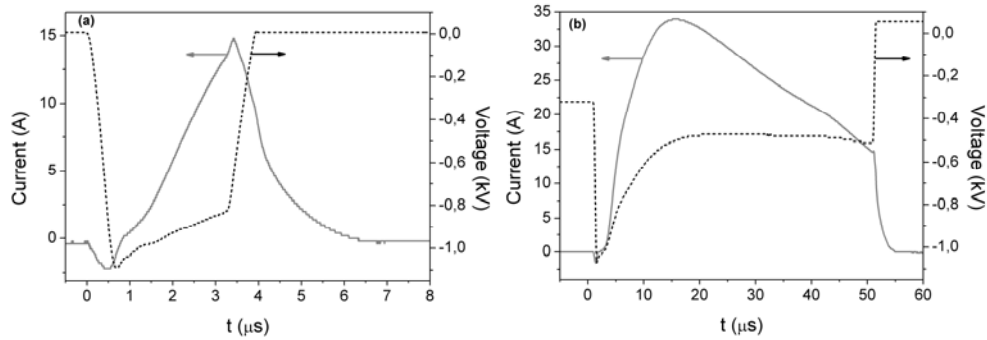 (a)
15
10
5
0
Current (A)
0,0
-0,2
-0,4
-0,6
-0,8
-1,0
Voltage (kV)
0 1 2 3 4 5 6 7 8
t (μs)
(b)
35
30
25
20
15
10
5
0
Current (A)
0,0
-0,2
-0,4
-0,6
-0,8
-1,0
Voltage (kV)
0 10 20 30 40 50 60
t (μs)